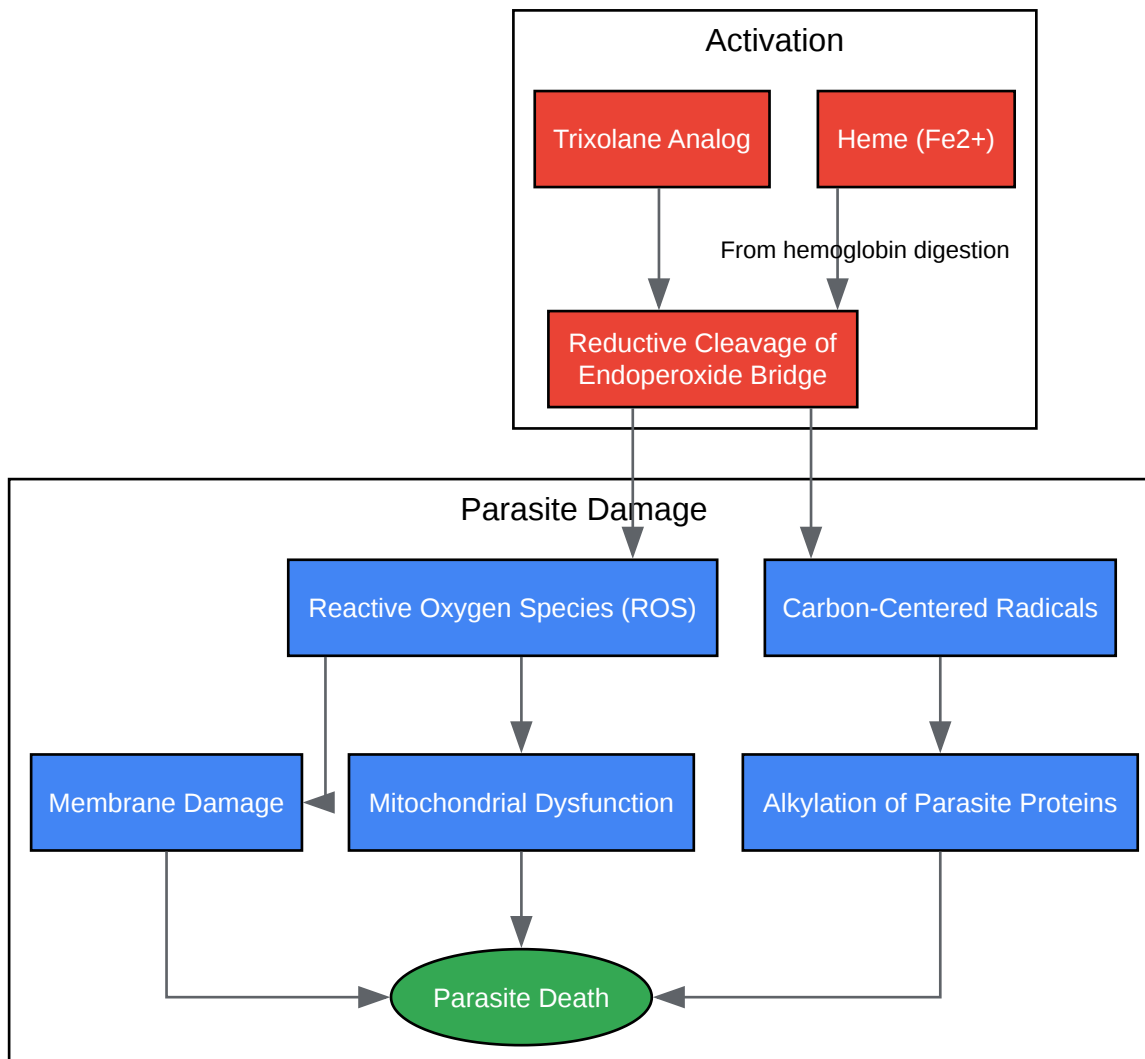 Activation
Trixolane Analog
Heme (Fe2+)
From hemoglobin digestion
Reductive Cleavage of
Endoperoxide Bridge
Parasite Damage
Reactive Oxygen Species (ROS)
Carbon-Centered Radicals
Membrane Damage
Mitochondrial Dysfunction
Alkylation of Parasite Proteins
Parasite Death